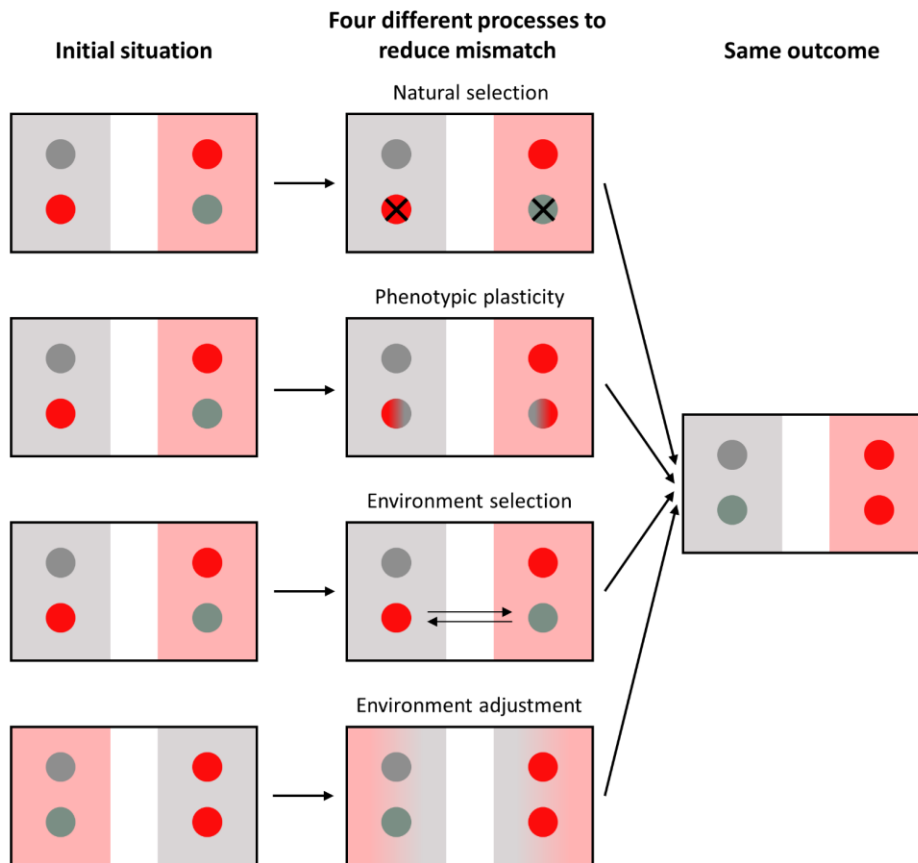 Initial situation
Four different processes to
reduce mismatch
Same outcome
Natural selection
Phenotypic plasticity
Environment selection
Environment adjustment